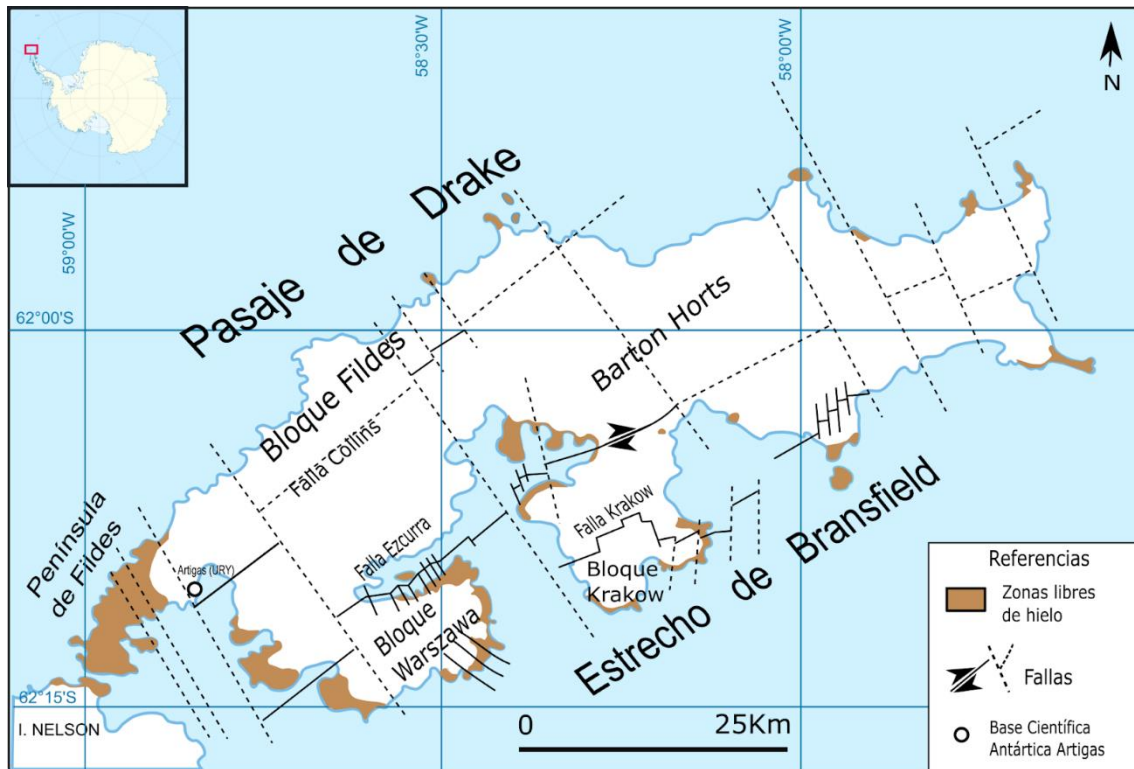 58°30'W
58°00'W
N
59°00'W
Pasaje de Drake
62°00'S
Bloque Fildes
Barton Horts
Falla Collins
Península
de Fildes
Artigas (URY)
Falla Ezcurra
Falla Krakow
Bloque
Krakow
Bloque
Warszawa
Estrecho de Bransfield
62°15'S
I. NELSON
0
25Km
Referencias
Zonas libres
de hielo
Fallas
Base Científica
Antártica Artigas